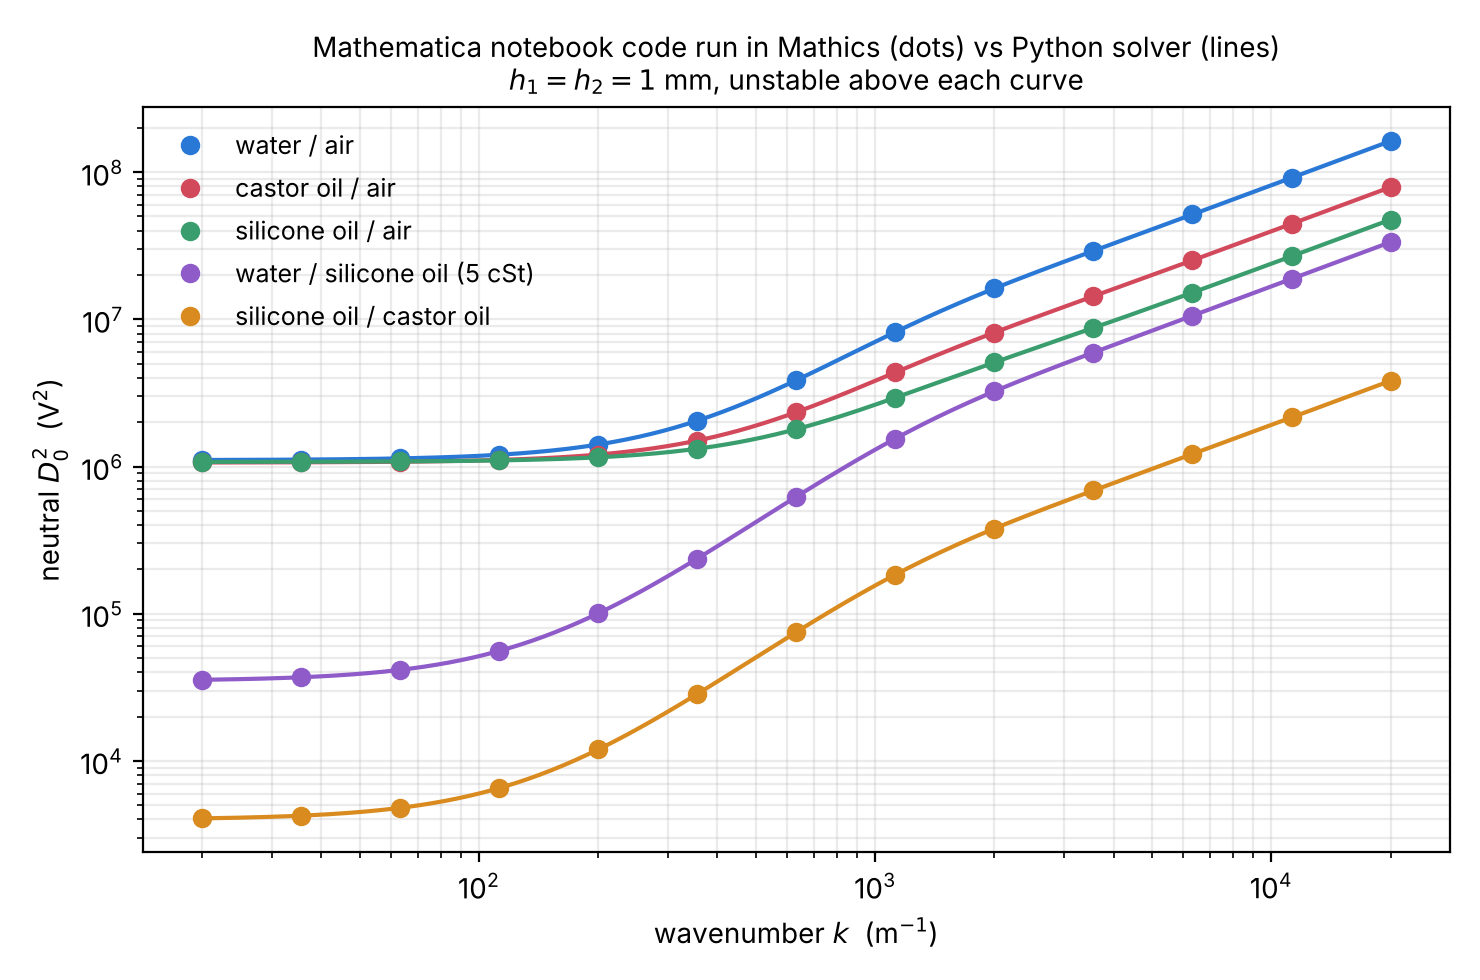 Mathematica notebook code run in Mathics (dots) vs Python solver (lines)
h₁ = h₂ = 1 mm, unstable above each curve
water / air
castor oil / air
silicone oil / air
water / silicone oil (5 cSt)
silicone oil / castor oil
10⁸
10⁷
10⁶
10⁵
10⁴
neutral D₀² (V²)
10² 10³ 10⁴
wavenumber k (m⁻¹)